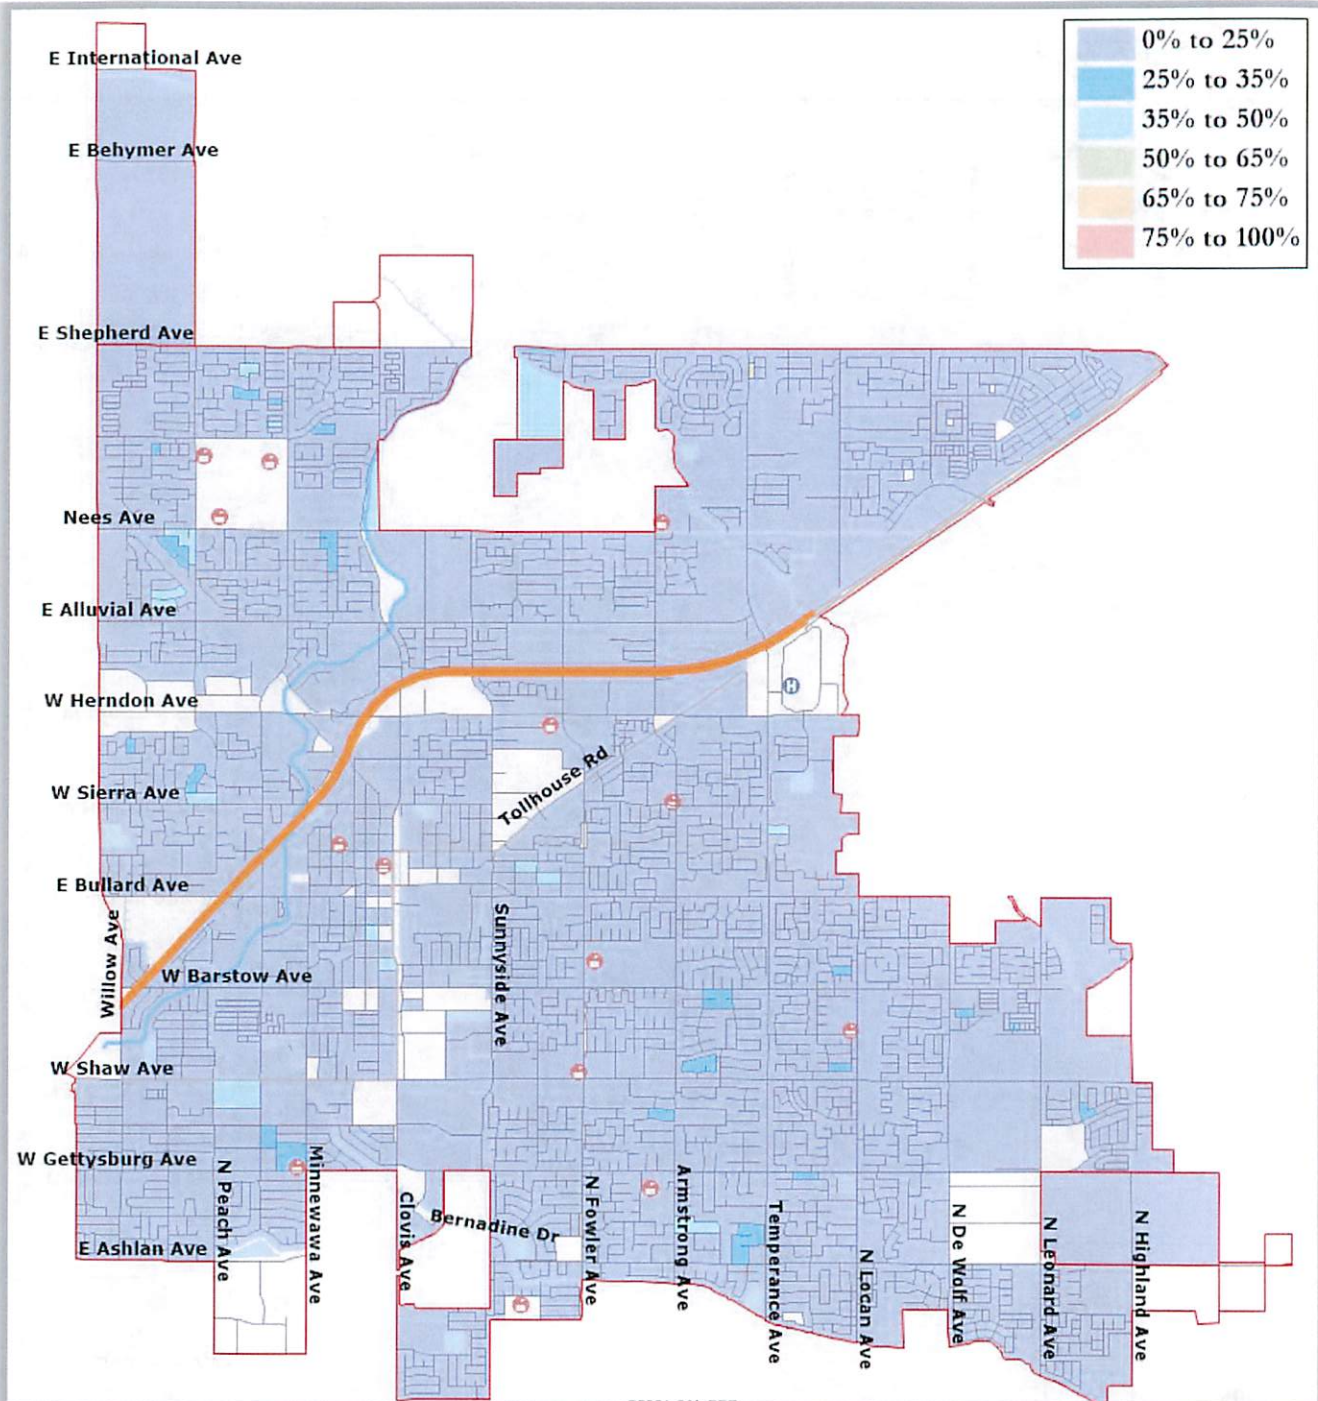 0% to 25%
25% to 35%
35% to 50%
50% to 65%
65% to 75%
75% to 100%
E International Ave
E Behymer Ave
E Shepherd Ave
Nees Ave
E Alluvial Ave
W Herndon Ave
H
Tollhouse Rd
W Sierra Ave
E Bullard Ave
Willow Ave
Sunnyside Ave
W Barstow Ave
W Shaw Ave
W Gettysburg Ave
N Peach Ave
Minnewawa Ave
Clovis Ave
Bernadine Dr
N Fowler Ave
Armstrong Ave
Temperance Ave
N Locan Ave
N De Wolf Ave
N Leonard Ave
N Highland Ave
E Ashlan Ave